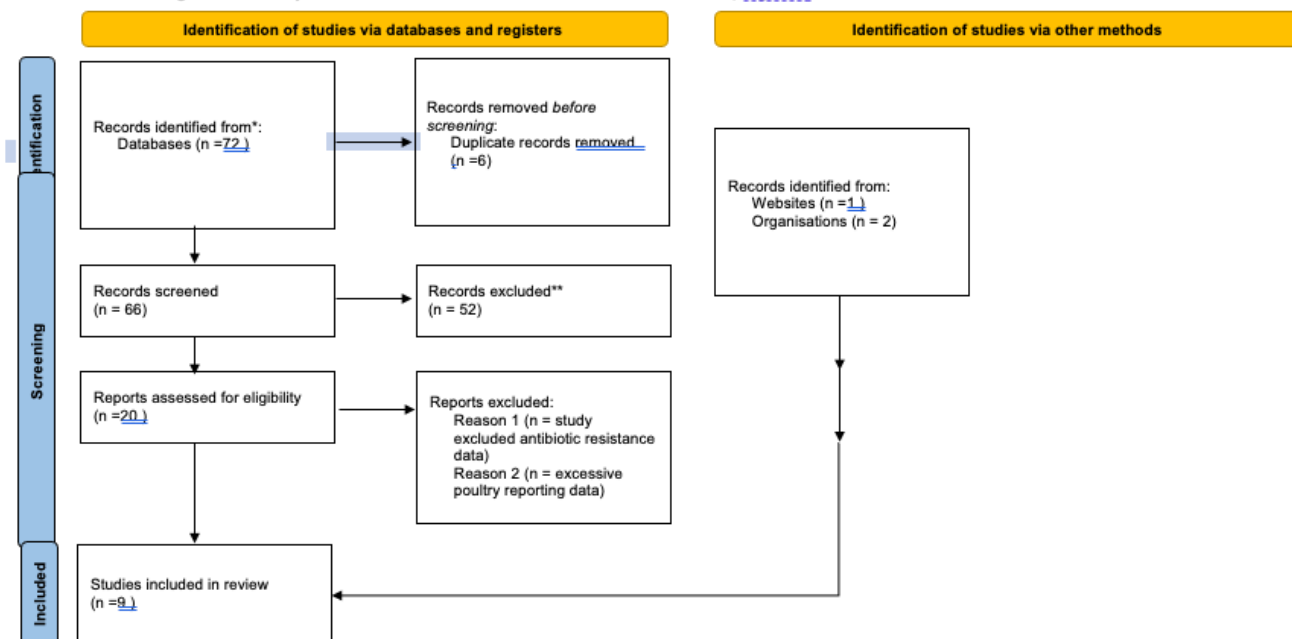 Identification of studies via databases and registers
Identification of studies via other methods
entification
Records identified from*:
Databases (n =72 )
Records removed before
screening:
Duplicate records removed
(n =6)
Records identified from:
Websites (n =1 )
Organisations (n = 2)
Screening
Records screened
(n = 66)
Records excluded**
(n = 52)
Reports assessed for eligibility
(n =20 )
Reports excluded:
Reason 1 (n = study
excluded antibiotic resistance
data)
Reason 2 (n = excessive
poultry reporting data)
Included
Studies included in review
(n =9 )